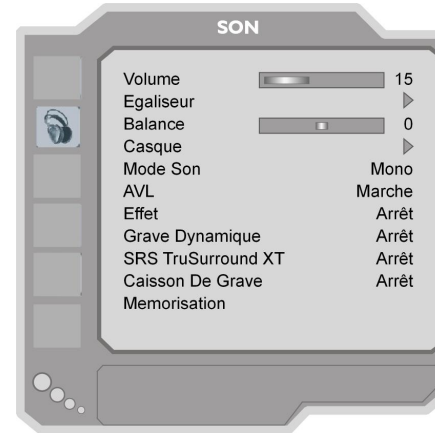 SON
Volume 15
Egaliseur
Balance 0
Casque
Mode Son Mono
AVL Marche
Effet Arrêt
Grave Dynamique Arrêt
SRS TruSurround XT Arrêt
Caisson De Grave Arrêt
Memorisation